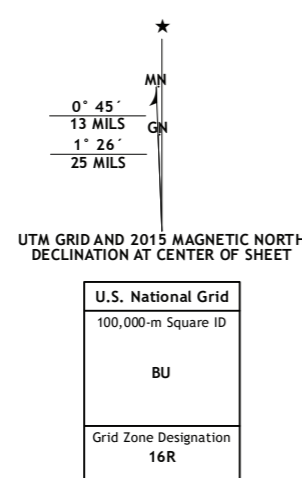 ★
MN
0° 45´
13 MILS
GN
1° 26´
25 MILS
UTM GRID AND 2015 MAGNETIC NORTH
DECLINATION AT CENTER OF SHEET
U.S. National Grid
100,000-m Square ID
BU
Grid Zone Designation
16R